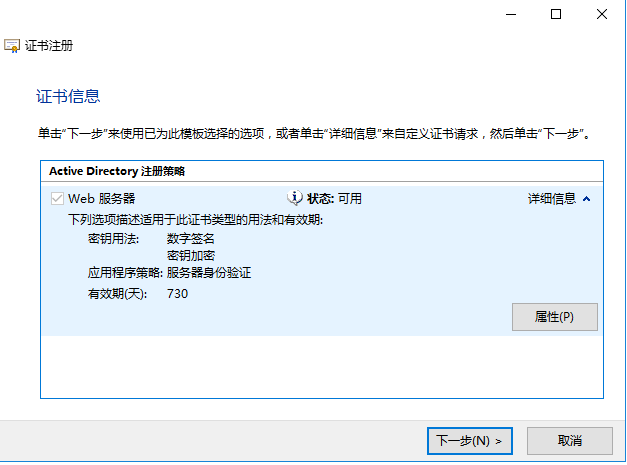 证书注册
证书信息
单击“下一步”来使用已为此模板选择的选项，或者单击“详细信息”来自定义证书请求，然后单击“下一步”。
Active Directory 注册策略
Web 服务器 状态: 可用 详细信息
下列选项描述适用于此证书类型的用法和有效期:
密钥用法: 数字签名
密钥加密
应用程序策略: 服务器身份验证
有效期(天): 730
属性(P)
下一步(N) > 取消